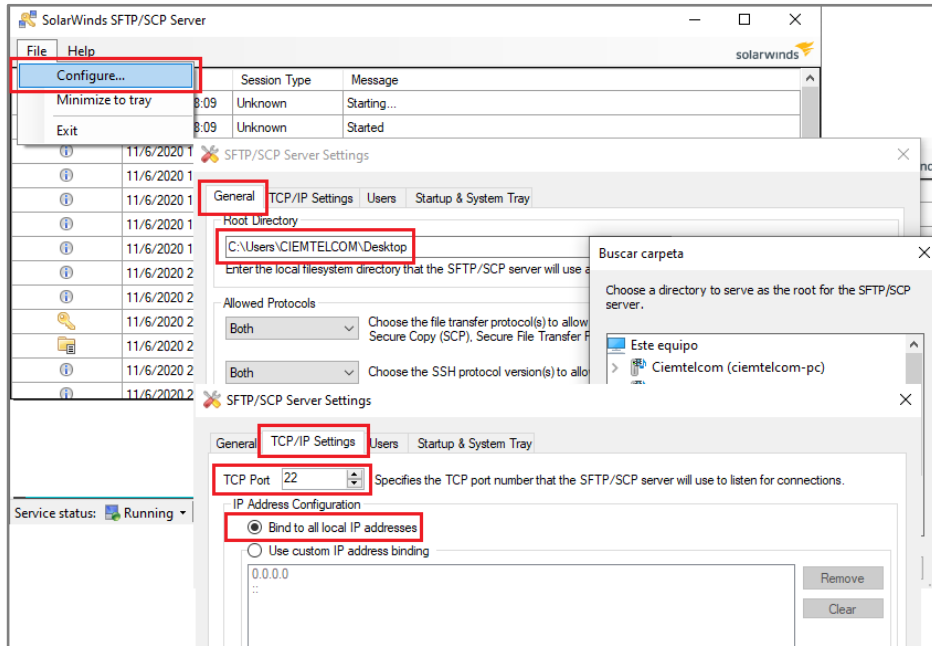 SolarWinds SFTP/SCP Server
File Help
solarwinds
Configure...
Minimize to tray
Exit
Session Type Message
3:09 Unknown Starting...
3:09 Unknown Started
11/6/2020 1
11/6/2020 1
11/6/2020 1
11/6/2020 1
11/6/2020 1
11/6/2020 2
11/6/2020 2
11/6/2020 2
11/6/2020 2
11/6/2020 2
11/6/2020 2
Service status: Running
SFTP/SCP Server Settings
General TCP/IP Settings Users Startup & System Tray
Root Directory
C:\Users\CIEMTELCOM\Desktop
Enter the local filesystem directory that the SFTP/SCP server will use a
Allowed Protocols
Both Choose the file transfer protocol(s) to allow
Secure Copy (SCP), Secure File Transfer P
Both Choose the SSH protocol version(s) to allo
Buscar carpeta
Choose a directory to serve as the root for the SFTP/SCP
server.
Este equipo
Ciemtelcom (ciemtelcom-pc)
SFTP/SCP Server Settings
General TCP/IP Settings Users Startup & System Tray
TCP Port 22 Specifies the TCP port number that the SFTP/SCP server will use to listen for connections.
IP Address Configuration
Bind to all local IP addresses
Use custom IP address binding
0.0.0.0
::
Remove
Clear